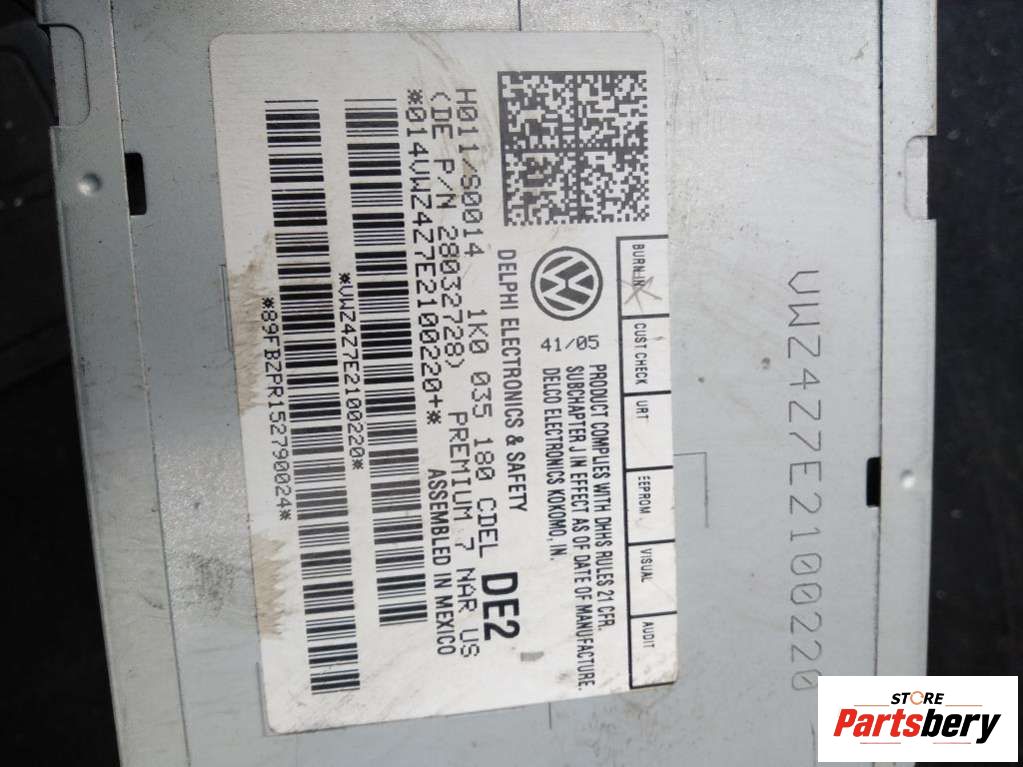 BURN-IN CUST CHECK URT EEPROM VISUAL AUDIT
41/05
PRODUCT COMPLIES WITH DHHS RULES 21 CFR.
SUBCHAPTER J IN EFFECT AS OF DATE OF MANUFACTURE.
DELCO ELECTRONICS KOKOMO, IN.
DELPHI ELECTRONICS & SAFETY
DE2
H011/S0014 1K0 035 180 CDEL
(DE P/N 28032728) PREMIUM 7 NAR US
ASSEMBLED IN MEXICO
*014VWZ4Z7E2100220+*
*VWZ4Z7E2100220*
*89FBZPR152790024*
VWZ4Z7E2100220
STORE
Partsbery